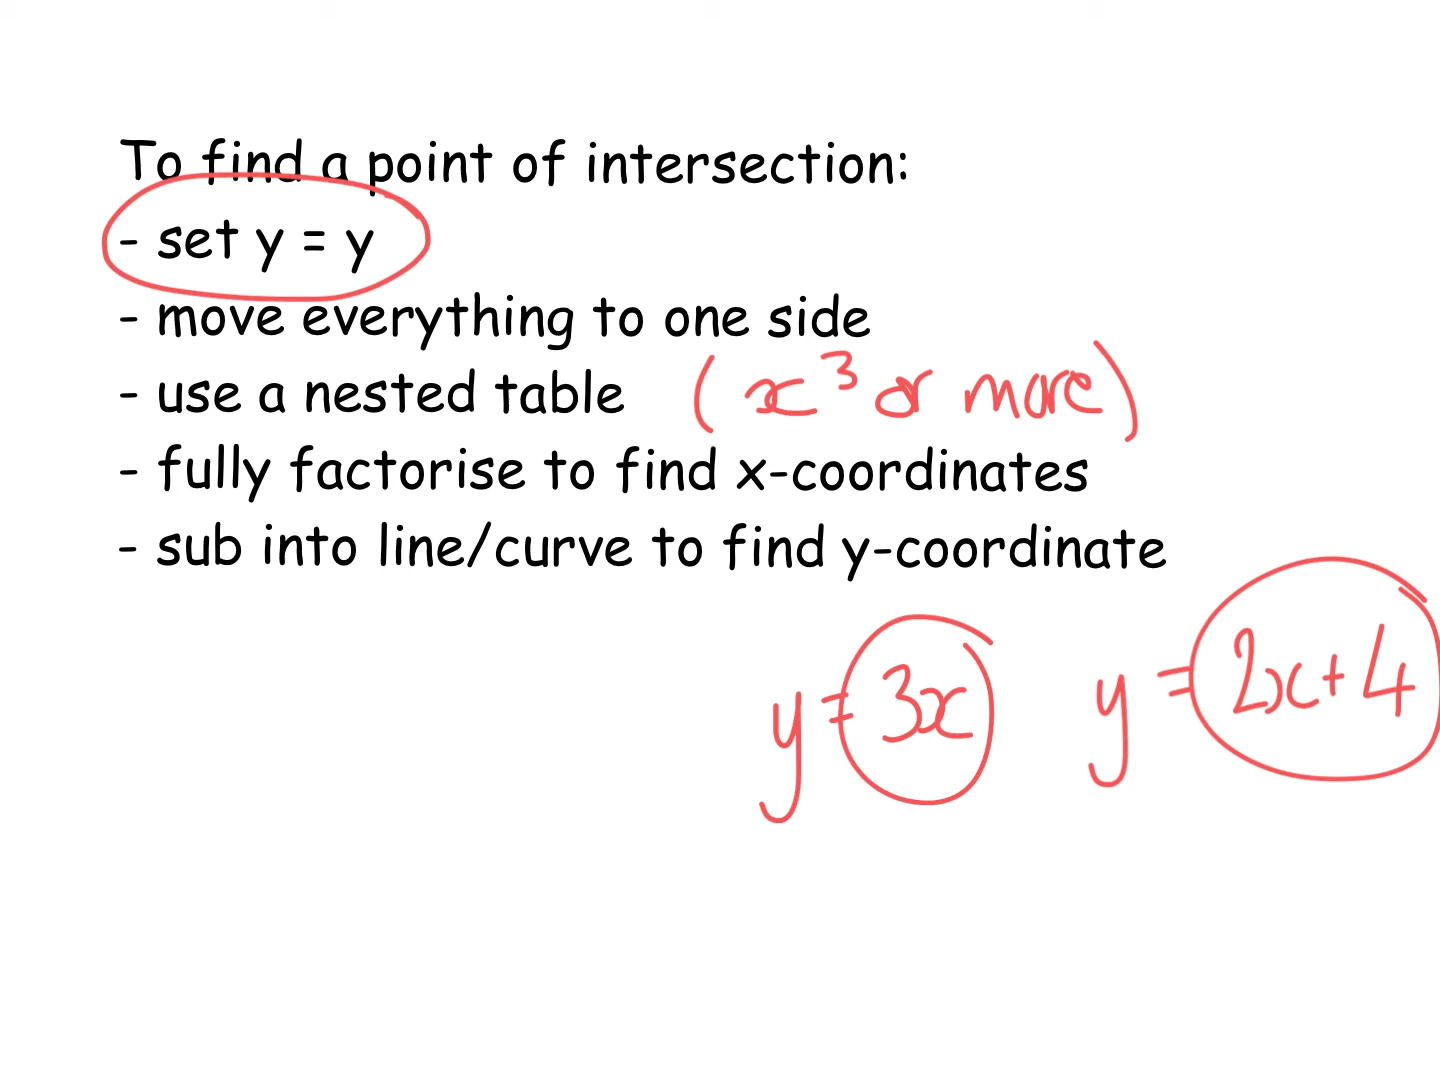 To find a point of intersection:
- set y = y
- move everything to one side
- use a nested table (x³ or more)
- fully factorise to find x-coordinates
- sub into line/curve to find y-coordinate
y = 3x y = 2x + 4